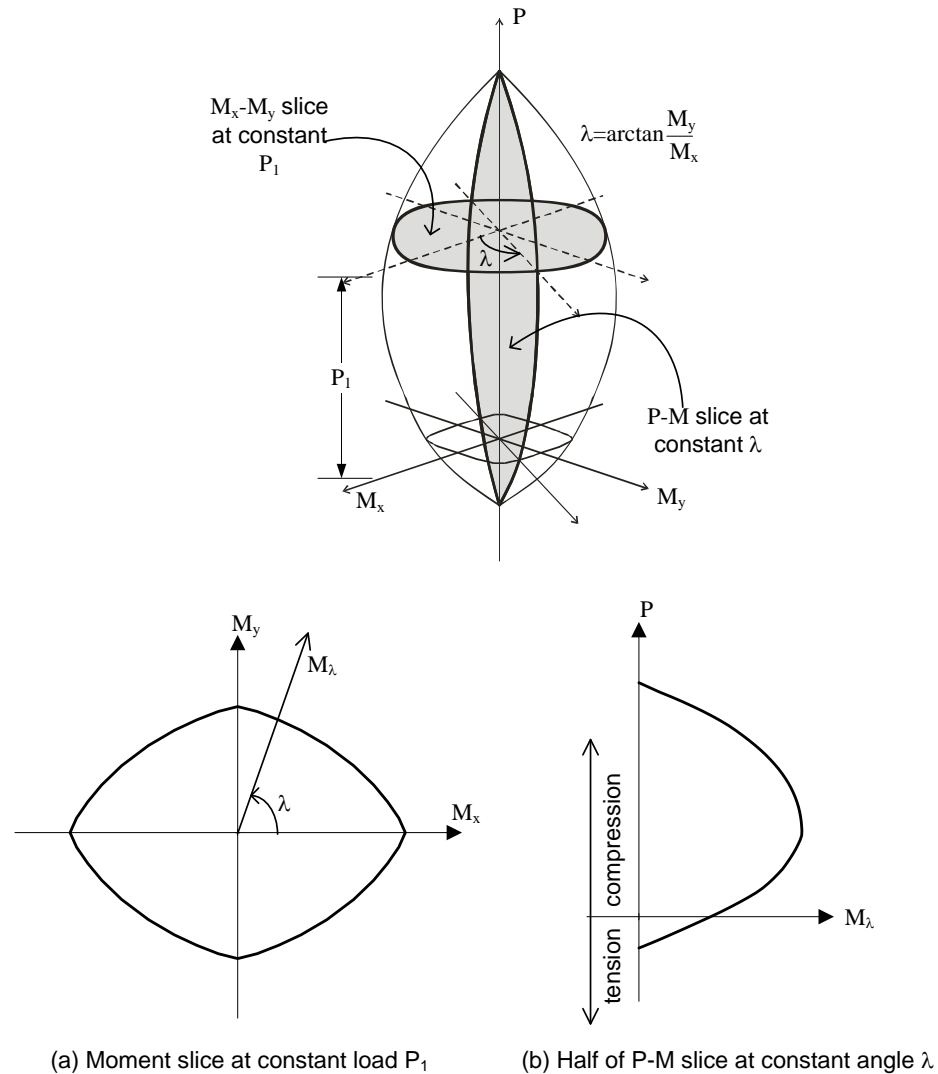 P
Mx-My slice
at constant
P1
λ=arctan My/Mx
λ
P1
P-M slice at
constant λ
Mx
My
My
Mλ
λ
Mx
P
compression
tension
Mλ
(a) Moment slice at constant load P1
(b) Half of P-M slice at constant angle λ